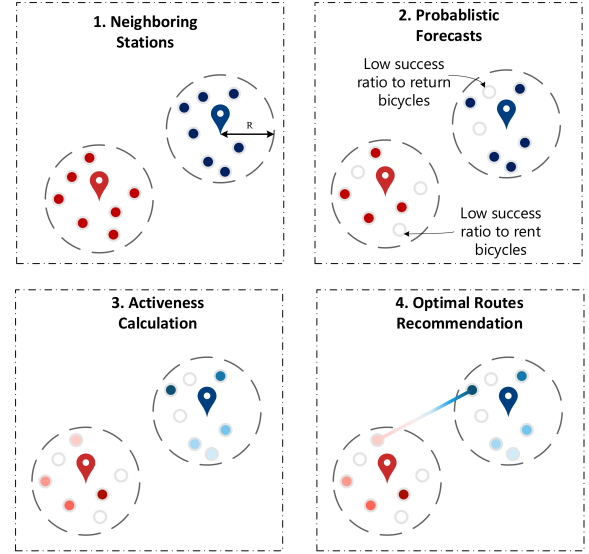 1. Neighboring
Stations
R
2. Probablistic
Forecasts
Low success
ratio to return
bicycles
Low success
ratio to rent
bicycles
3. Activeness
Calculation
4. Optimal Routes
Recommendation